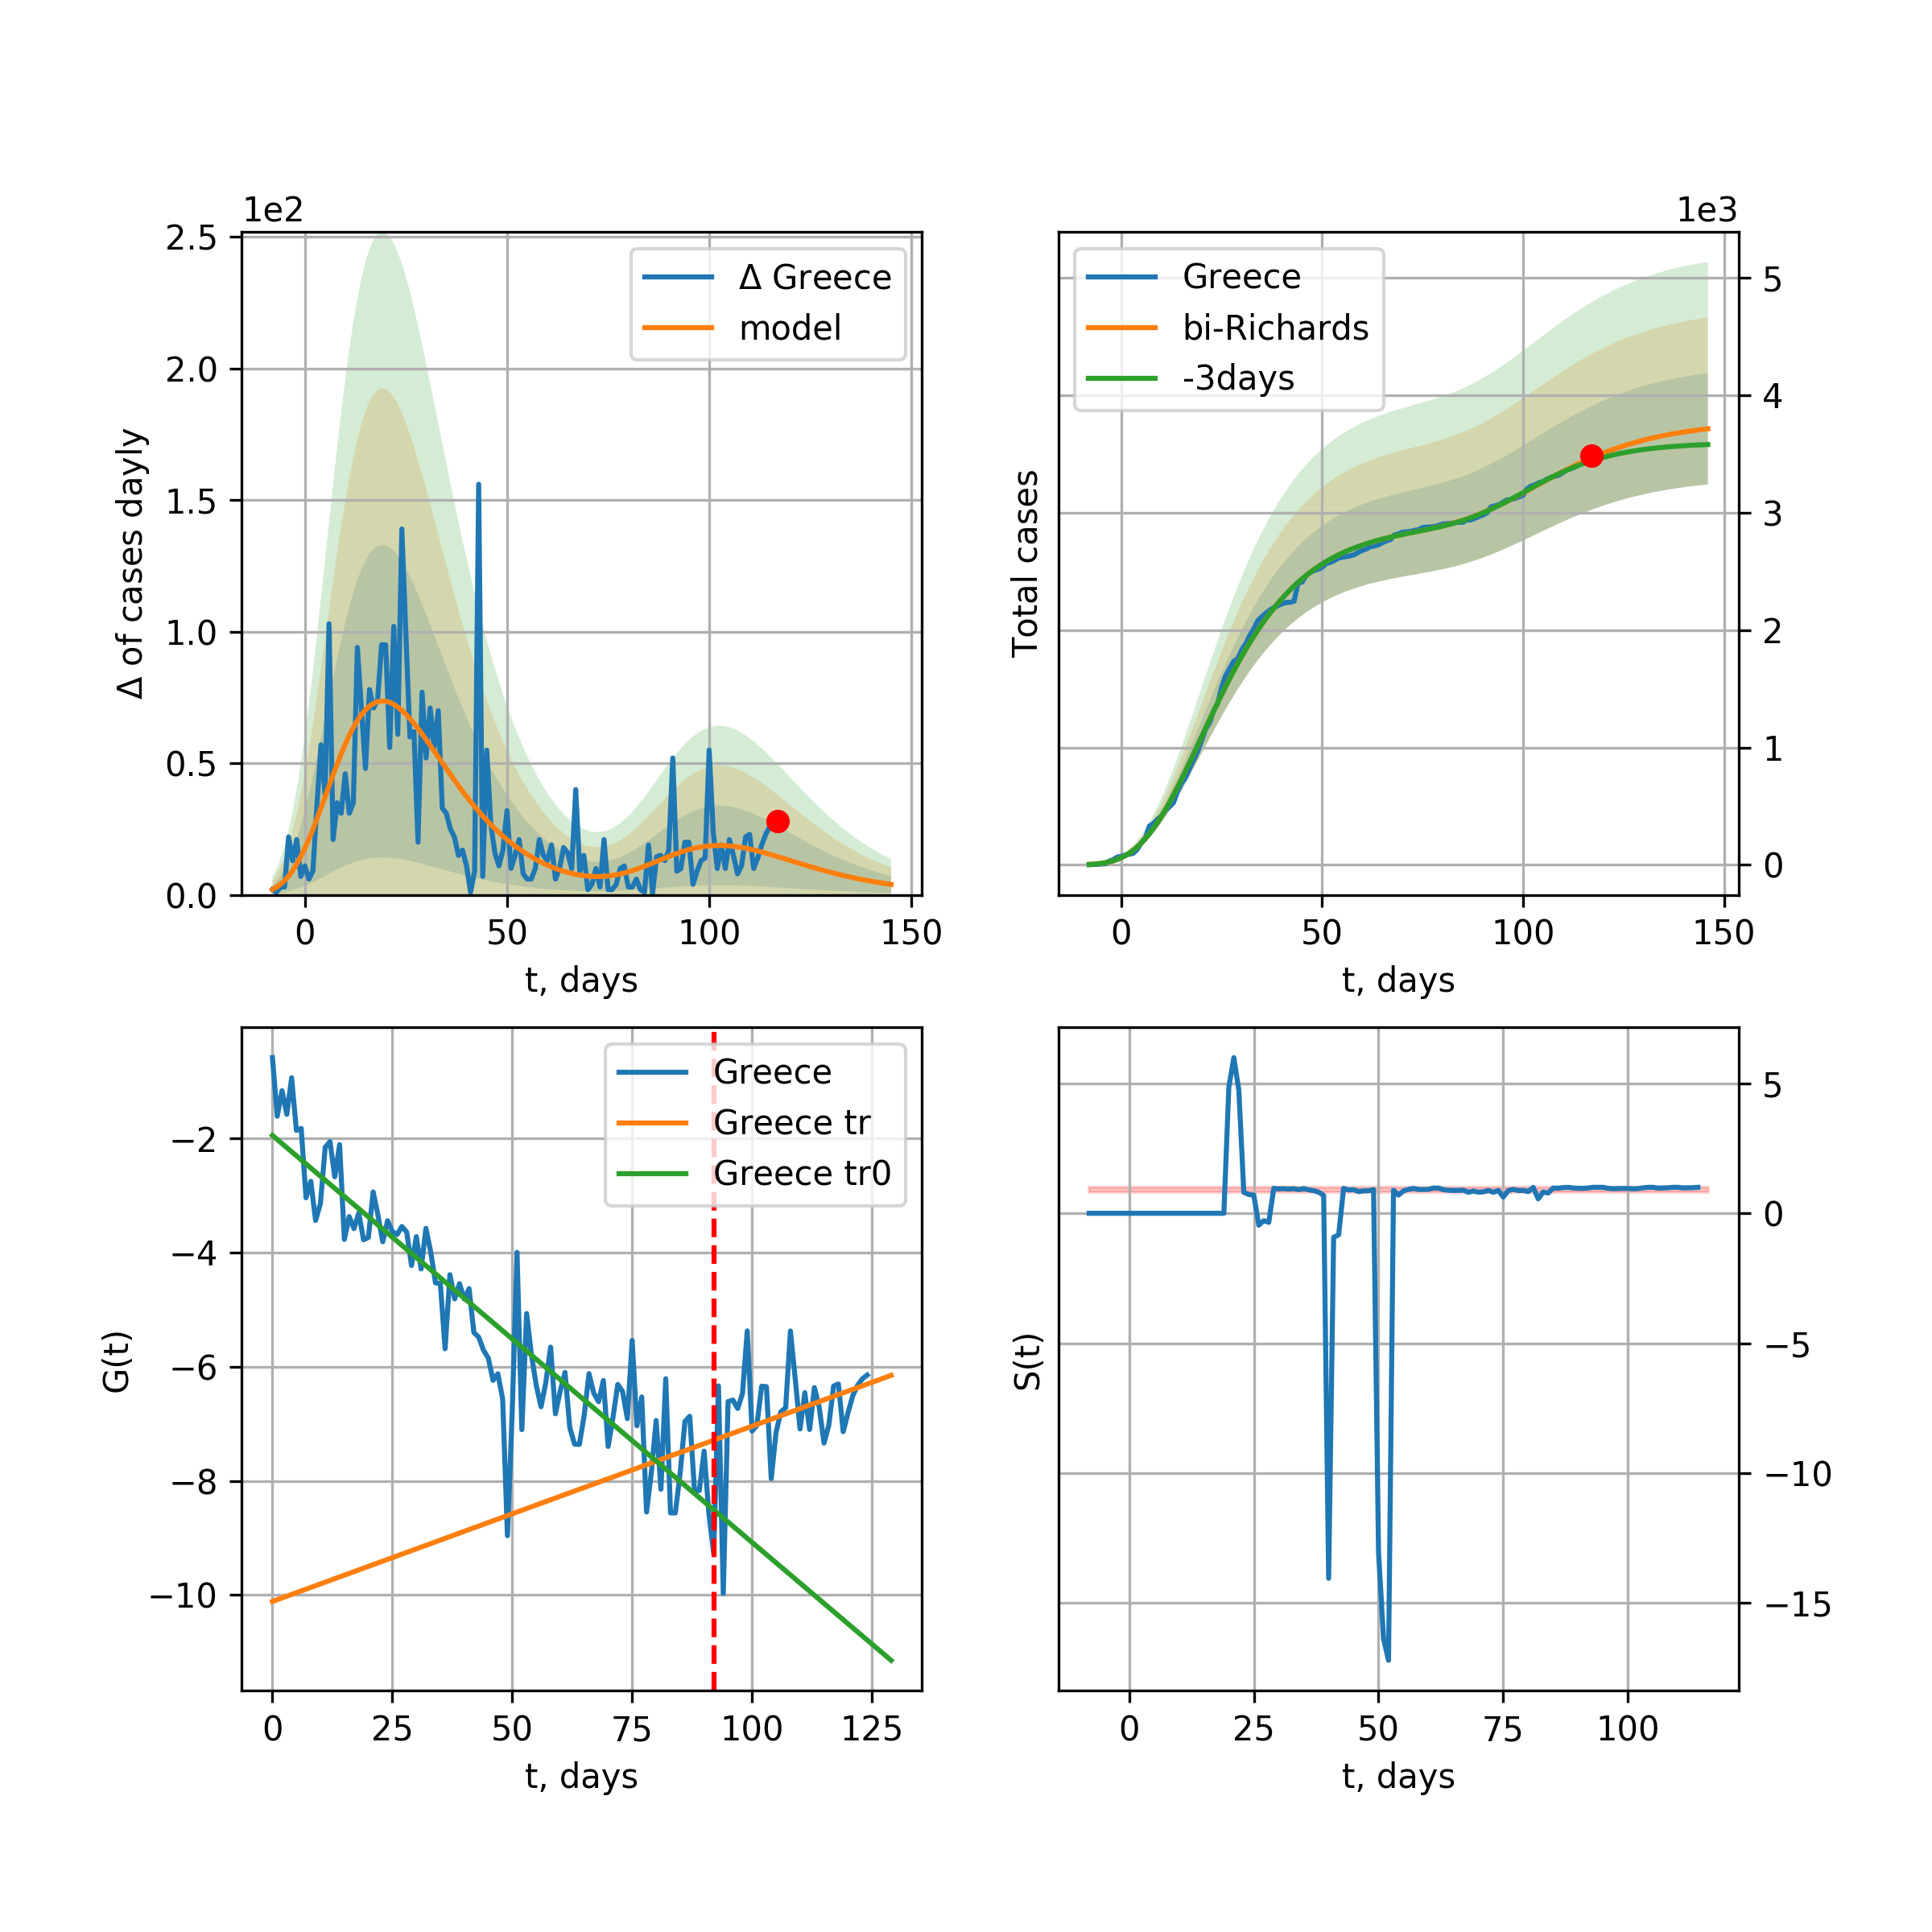 1e2
2.5
2.0
1.5
1.0
0.5
0.0
Δ of cases dayly
Δ Greece
model
0
50
100
150
t, days
1e3
Greece
bi-Richards
-3days
Total cases
5
4
3
2
1
0
0
50
100
150
t, days
Greece
Greece tr
Greece tr0
−2
−4
−6
−8
−10
G(t)
0
25
50
75
100
125
t, days
S(t)
5
0
−5
−10
−15
0
25
50
75
100
t, days